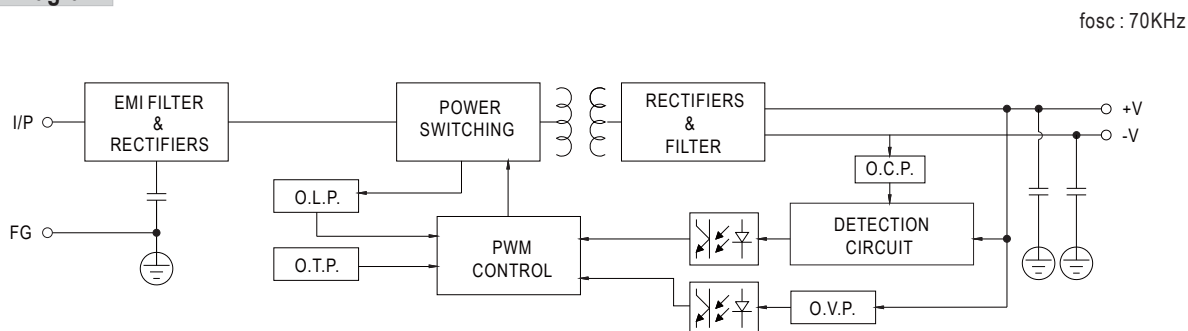 fosc : 70KHz
I/P
EMI FILTER
&
RECTIFIERS
POWER
SWITCHING
RECTIFIERS
&
FILTER
+V
-V
O.C.P.
O.L.P.
FG
PWM
CONTROL
DETECTION
CIRCUIT
O.T.P.
O.V.P.